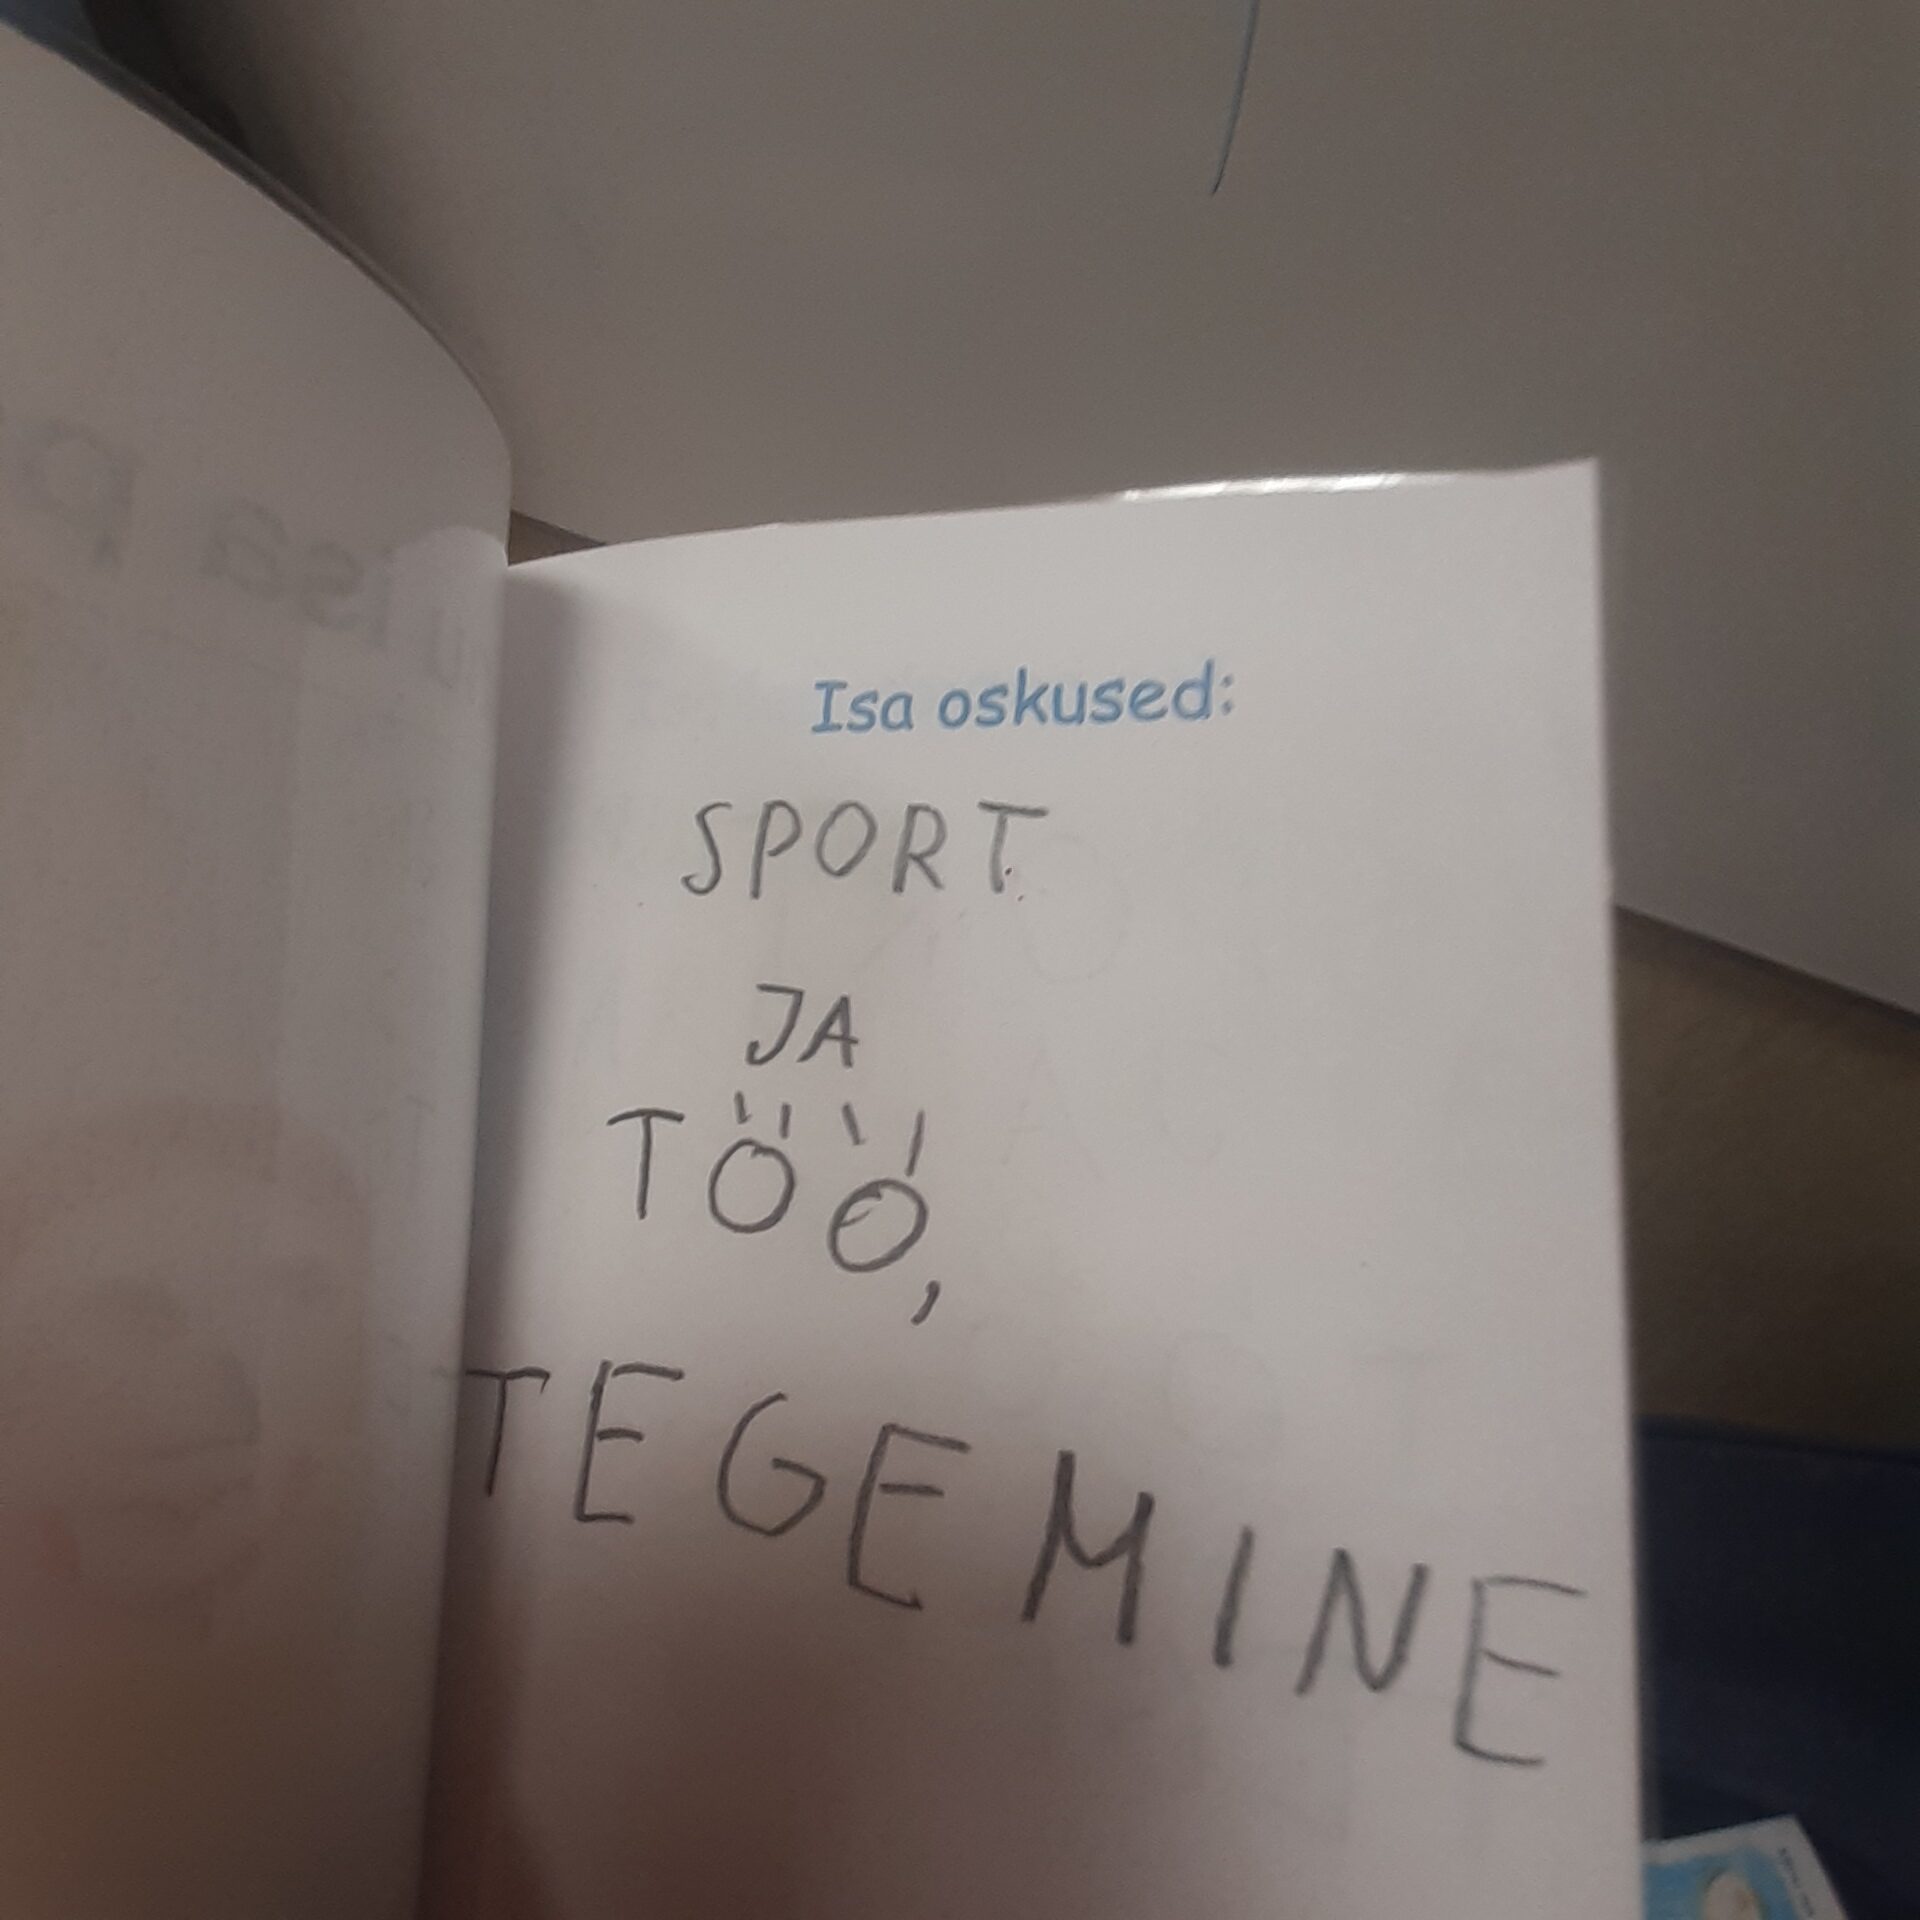 Isa oskused:
SPORT
JA
TÖÖ,
TEGEMINE